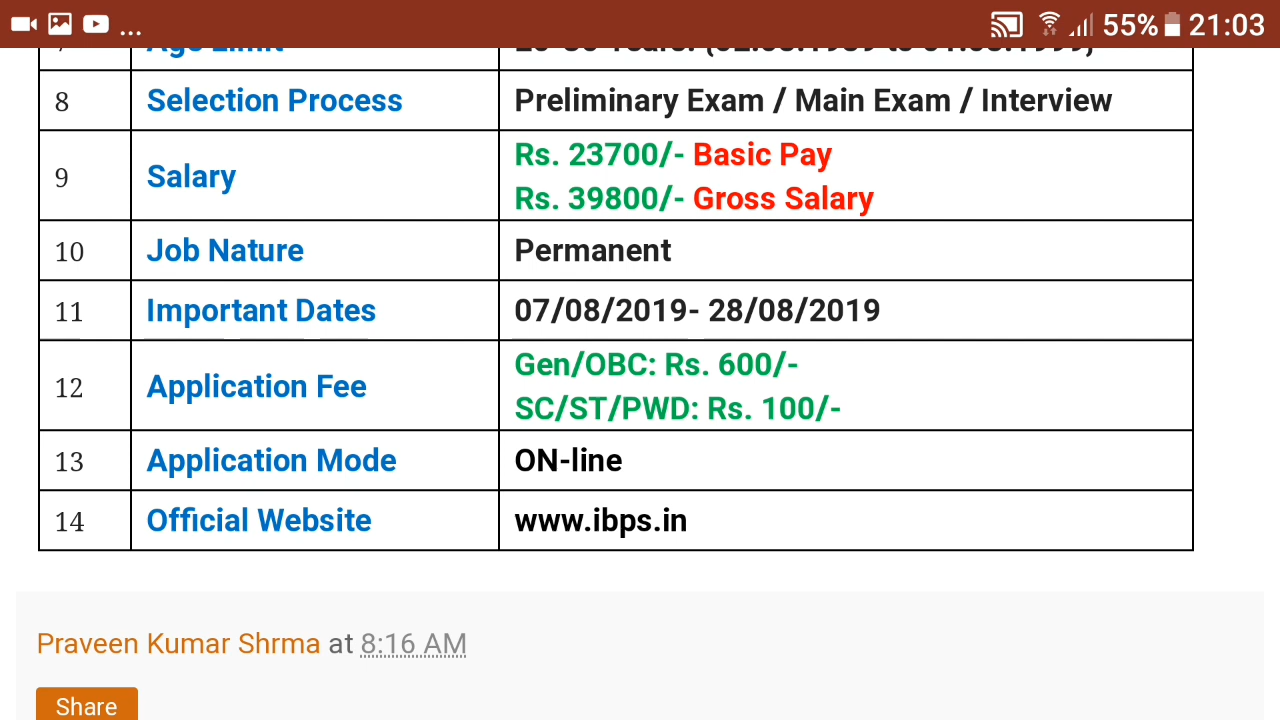 ... 55% 21:03
8 Selection Process Preliminary Exam / Main Exam / Interview
9 Salary Rs. 23700/- Basic Pay
Rs. 39800/- Gross Salary
10 Job Nature Permanent
11 Important Dates 07/08/2019- 28/08/2019
12 Application Fee Gen/OBC: Rs. 600/-
SC/ST/PWD: Rs. 100/-
13 Application Mode ON-line
14 Official Website www.ibps.in
Praveen Kumar Shrma at 8:16 AM
Share